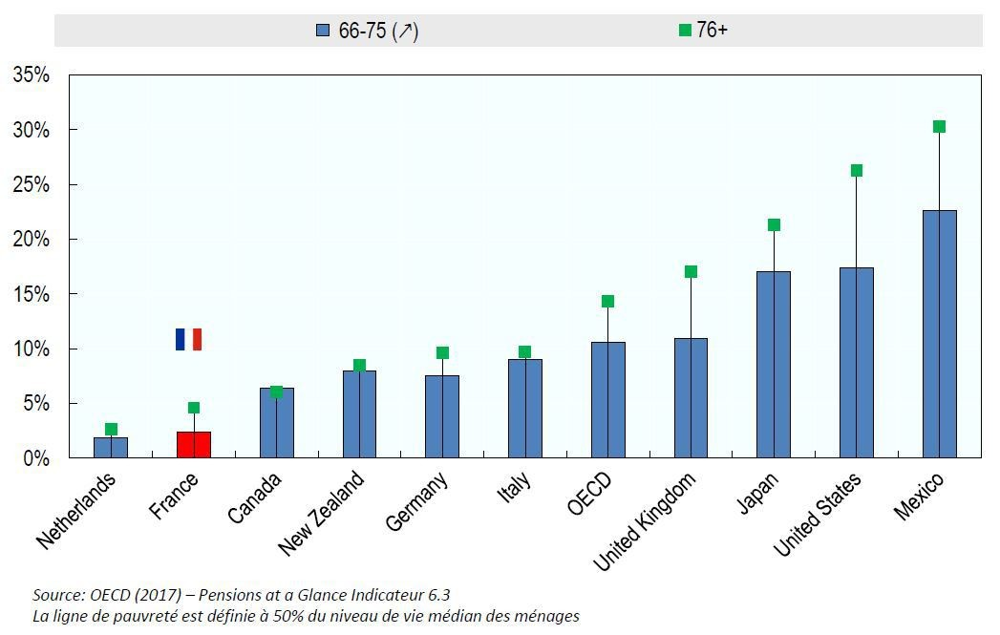 66-75 (↗) 76+
35%
30%
25%
20%
15%
10%
5%
0%
Netherlands
France
Canada
New Zealand
Germany
Italy
OECD
United Kingdom
Japan
United States
Mexico
Source: OECD (2017) – Pensions at a Glance Indicateur 6.3
La ligne de pauvreté est définie à 50% du niveau de vie médian des ménages